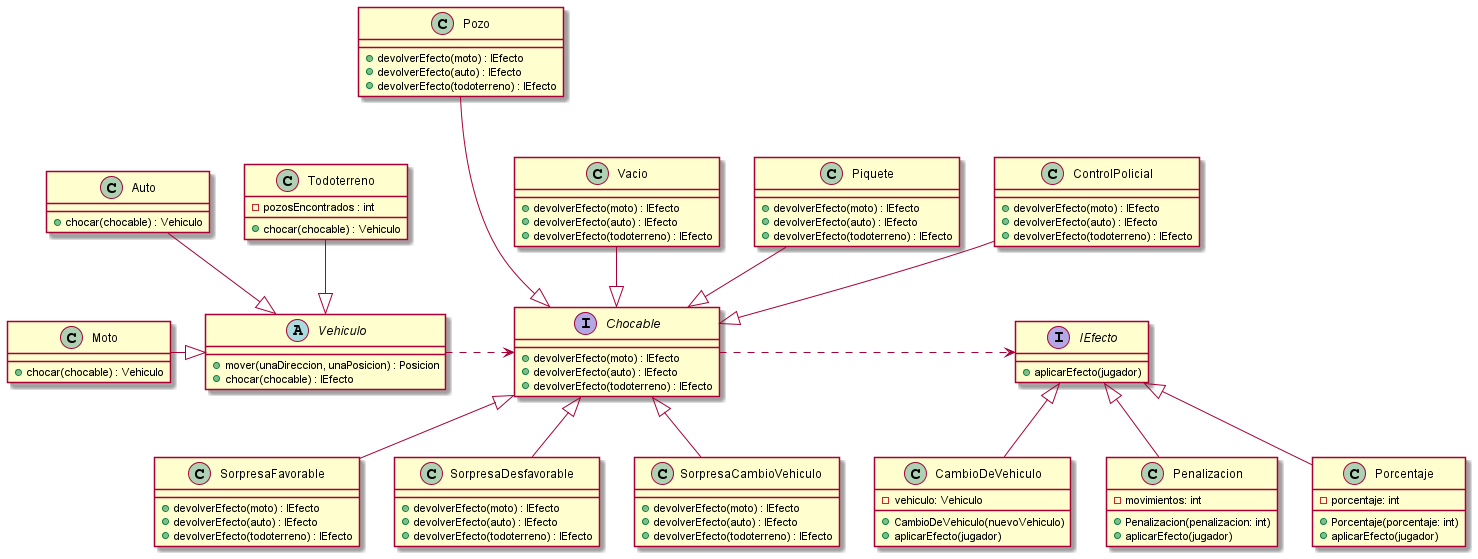 C Pozo
devolverEfecto(moto) : IEfecto
devolverEfecto(auto) : IEfecto
devolverEfecto(todoterreno) : IEfecto
C Auto
chocar(chocable) : Vehiculo
C Todoterreno
pozosEncontrados : int
chocar(chocable) : Vehiculo
C Vacio
devolverEfecto(moto) : IEfecto
devolverEfecto(auto) : IEfecto
devolverEfecto(todoterreno) : IEfecto
C Piquete
devolverEfecto(moto) : IEfecto
devolverEfecto(auto) : IEfecto
devolverEfecto(todoterreno) : IEfecto
C ControlPolicial
devolverEfecto(moto) : IEfecto
devolverEfecto(auto) : IEfecto
devolverEfecto(todoterreno) : IEfecto
C Moto
chocar(chocable) : Vehiculo
A Vehiculo
mover(unaDireccion, unaPosicion) : Posicion
chocar(chocable) : IEfecto
I Chocable
devolverEfecto(moto) : IEfecto
devolverEfecto(auto) : IEfecto
devolverEfecto(todoterreno) : IEfecto
I IEfecto
aplicarEfecto(jugador)
C SorpresaFavorable
devolverEfecto(moto) : IEfecto
devolverEfecto(auto) : IEfecto
devolverEfecto(todoterreno) : IEfecto
C SorpresaDesfavorable
devolverEfecto(moto) : IEfecto
devolverEfecto(auto) : IEfecto
devolverEfecto(todoterreno) : IEfecto
C SorpresaCambioVehiculo
devolverEfecto(moto) : IEfecto
devolverEfecto(auto) : IEfecto
devolverEfecto(todoterreno) : IEfecto
C CambioDeVehiculo
vehiculo: Vehiculo
CambioDeVehiculo(nuevoVehiculo)
aplicarEfecto(jugador)
C Penalizacion
movimientos: int
Penalizacion(penalizacion: int)
aplicarEfecto(jugador)
C Porcentaje
porcentaje: int
Porcentaje(porcentaje: int)
aplicarEfecto(jugador)